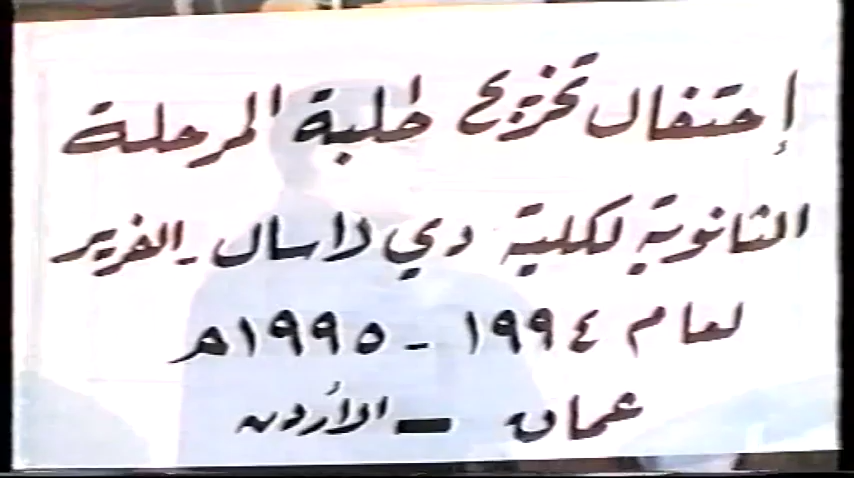 إحتفال تخريج طلبة المرحلة
الثانوية لكلية دي لاسال - الفرير
لعام ١٩٩٤ - ١٩٩٥م
عمان - الأردن